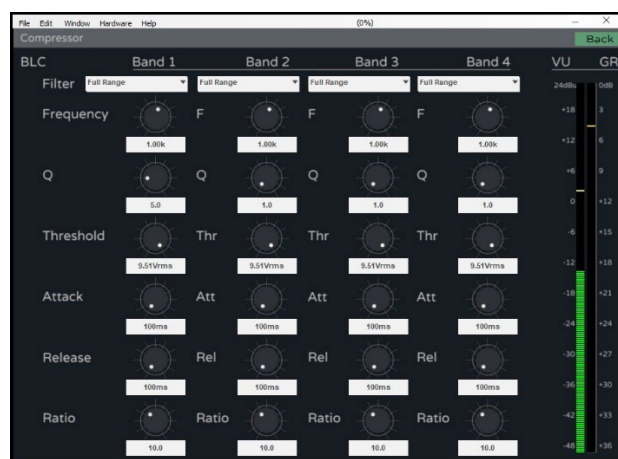 File Edit Window Hardware Help (0%)
Compressor Back
BLC Band 1 Band 2 Band 3 Band 4 VU GR
Filter Full Range Full Range Full Range Full Range
24dBu 0dB
+18 3
Frequency F F F
1.00k 1.00k 1.00k 1.00k
+12 6
Q Q Q Q
+6 9
5.0 1.0 1.0 1.0
0 +12
Threshold Thr Thr Thr
-6 +15
9.51Vrms 9.51Vrms 9.51Vrms 9.51Vrms
-12 +18
Attack Att Att Att
-18 +21
100ms 100ms 100ms 100ms
-24 +24
Release Rel Rel Rel
-30 +27
100ms 100ms 100ms 100ms
-36 +30
Ratio Ratio Ratio Ratio
-42 +33
10.0 10.0 10.0 10.0
-48 +36